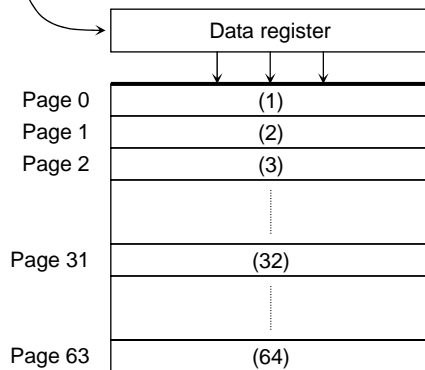 Data register
Page 0 (1)
Page 1 (2)
Page 2 (3)
Page 31 (32)
Page 63 (64)